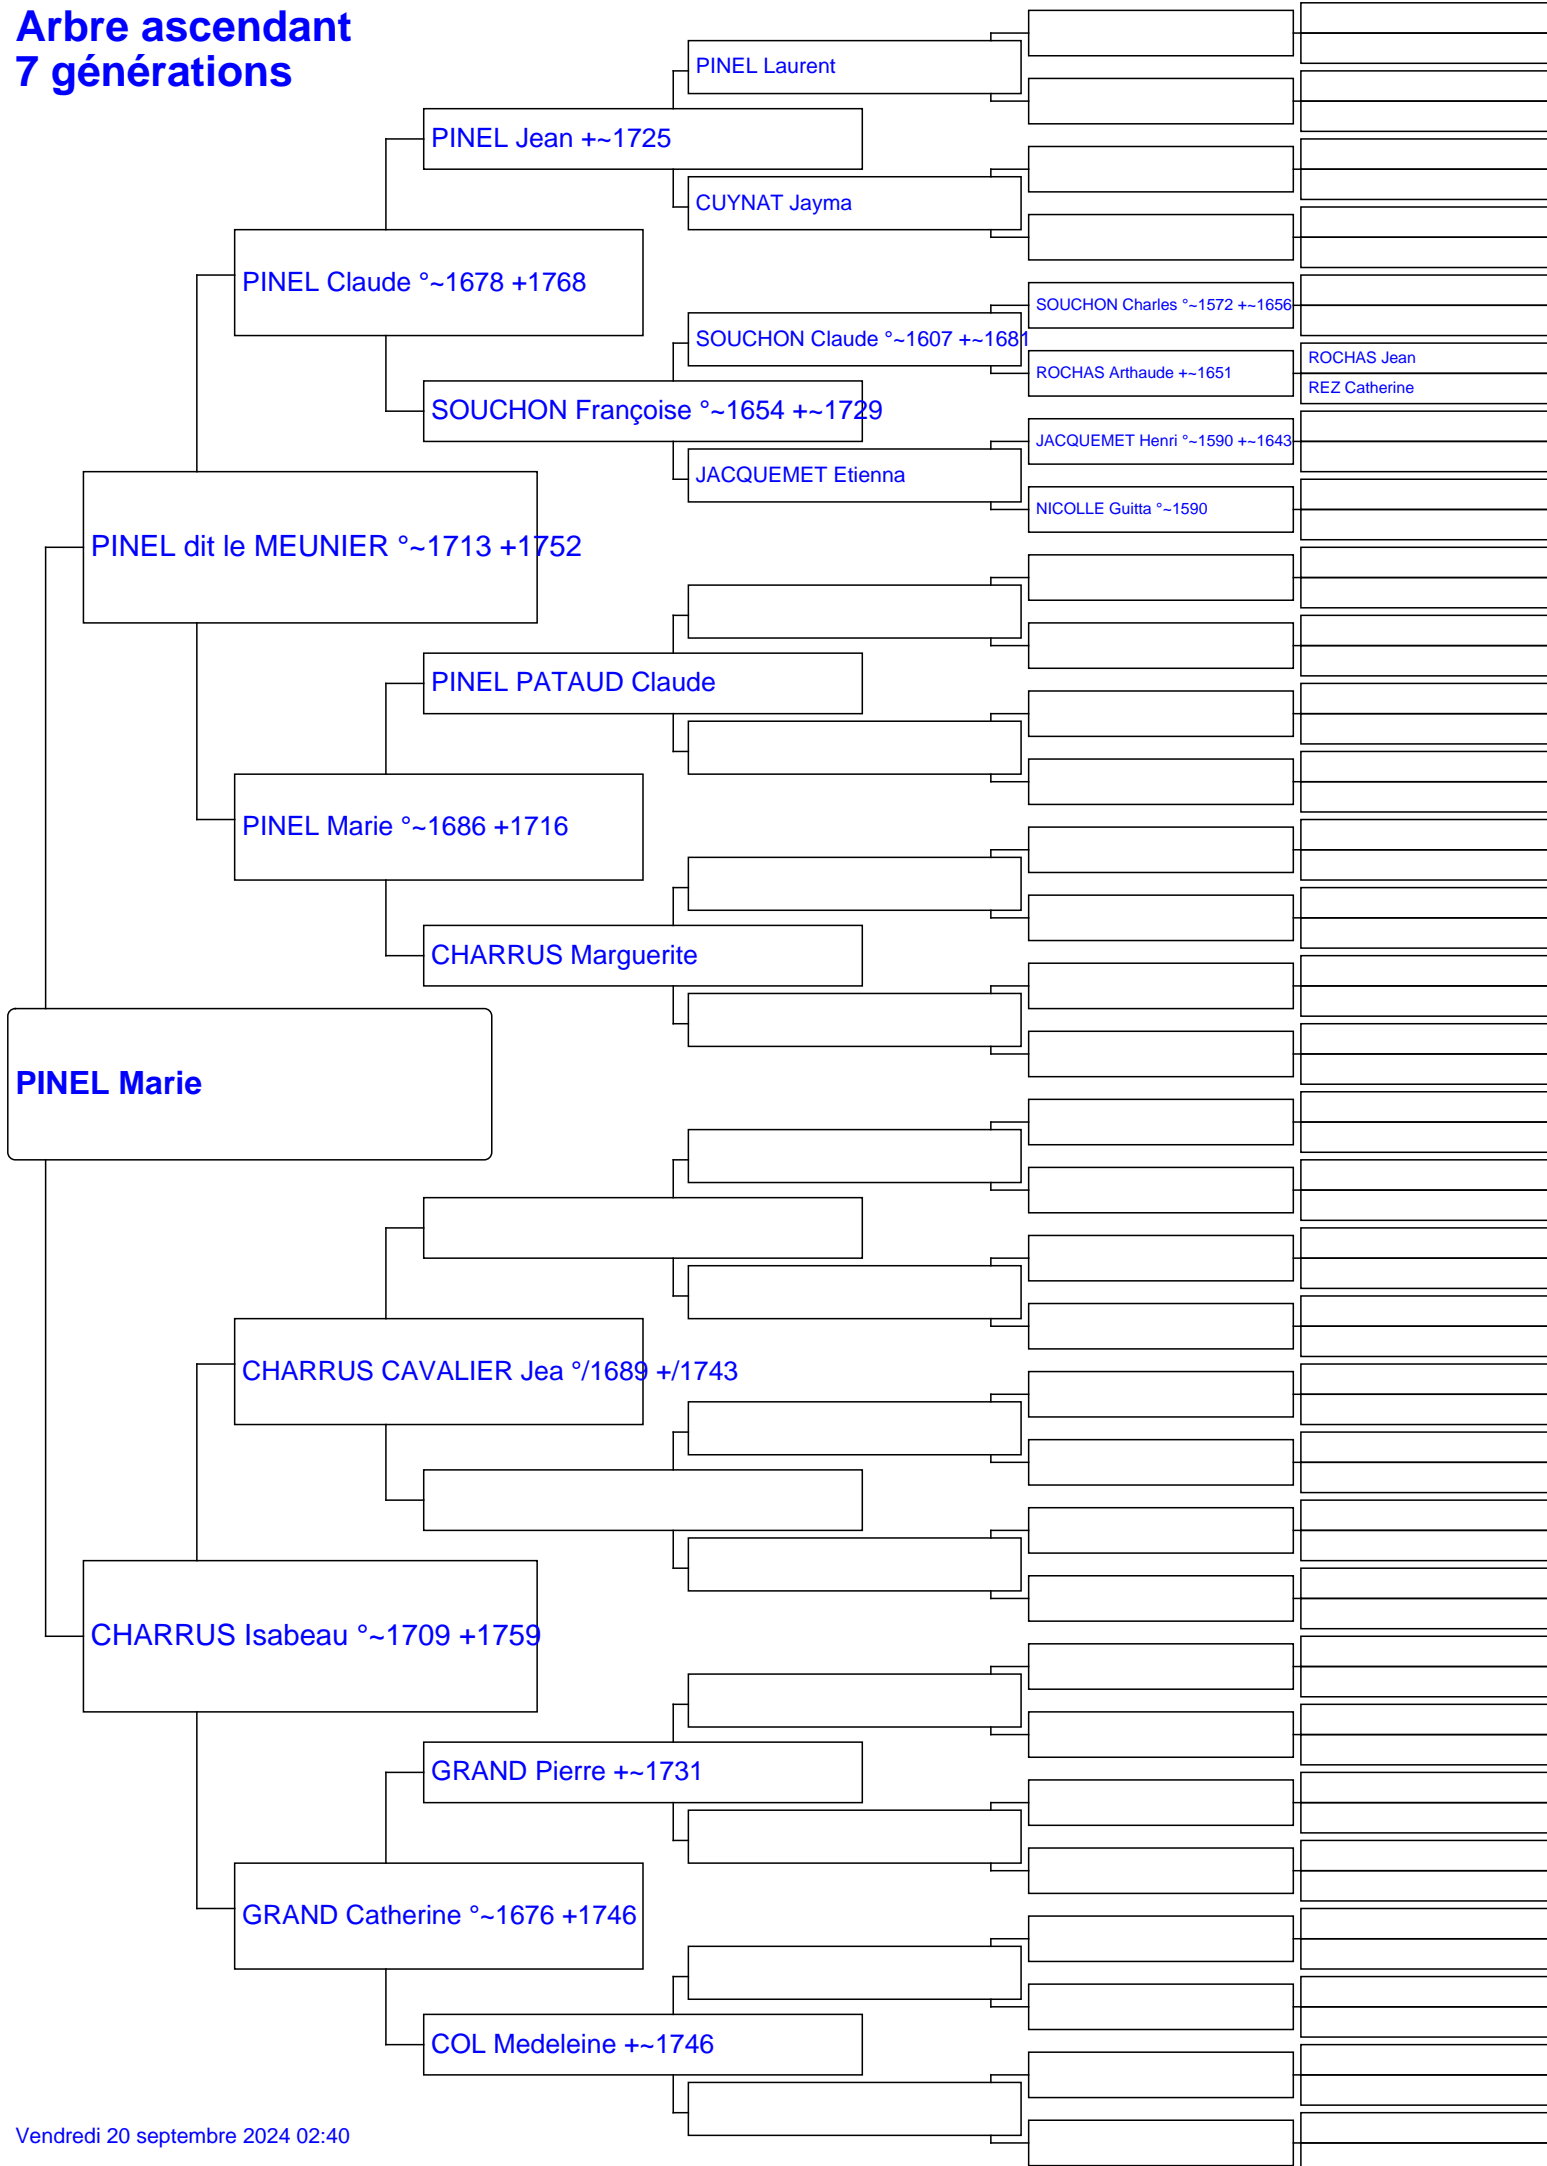 Arbre ascendant
7 générations
PINEL Laurent
PINEL Jean +~1725
CUYNAT Jayma
PINEL Claude °~1678 +1768
SOUCHON Charles °~1572 +~1656
SOUCHON Claude °~1607 +~1681
ROCHAS Jean
ROCHAS Arthaude +~1651
REZ Catherine
SOUCHON Françoise °~1654 +~1729
JACQUEMET Henri °~1590 +~1643
JACQUEMET Etienna
NICOLLE Guitta °~1590
PINEL dit le MEUNIER °~1713 +1752
PINEL PATAUD Claude
PINEL Marie °~1686 +1716
CHARRUS Marguerite
PINEL Marie
CHARRUS CAVALIER Jea °/1689 +/1743
CHARRUS Isabeau °~1709 +1759
GRAND Pierre +~1731
GRAND Catherine °~1676 +1746
COL Medeleine +~1746
Vendredi 20 septembre 2024 02:40